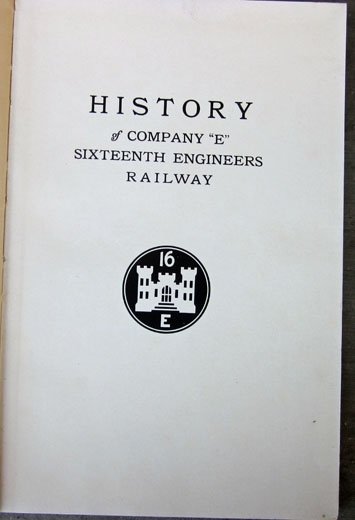 HISTORY
of COMPANY "E"
SIXTEENTH ENGINEERS
RAILWAY
16
E